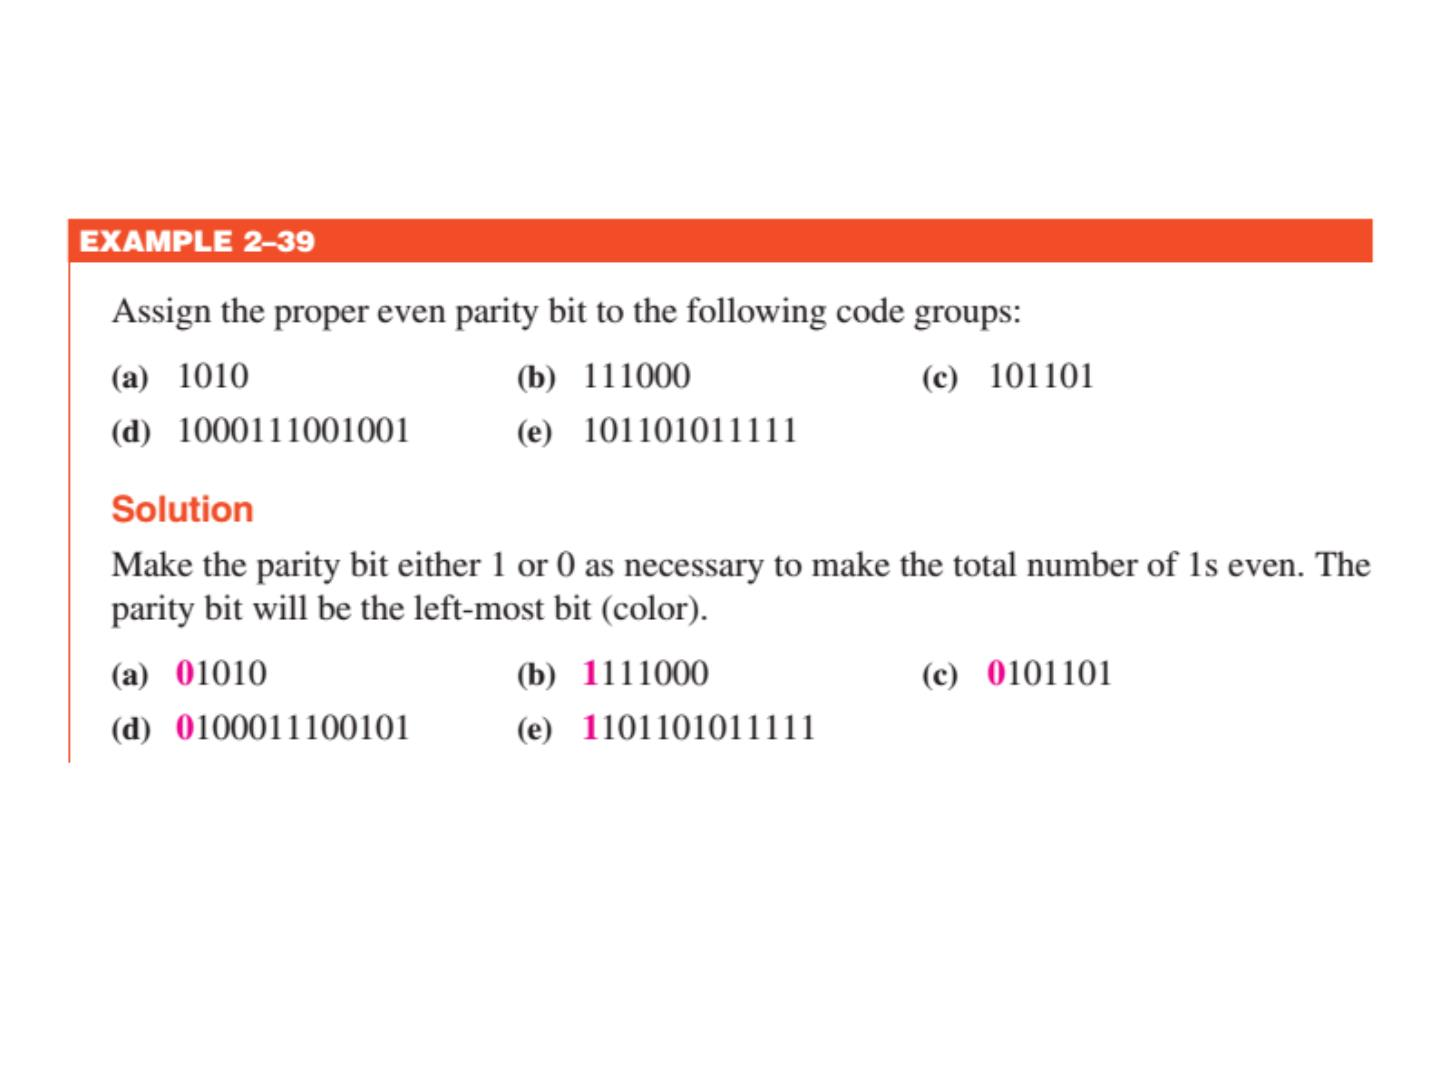 EXAMPLE 2–39
Assign the proper even parity bit to the following code groups:
(a) 1010 (b) 111000 (c) 101101
(d) 1000111001001 (e) 101101011111
Solution
Make the parity bit either 1 or 0 as necessary to make the total number of 1s even. The
parity bit will be the left-most bit (color).
(a) 01010 (b) 1111000 (c) 0101101
(d) 0100011100101 (e) 1101101011111